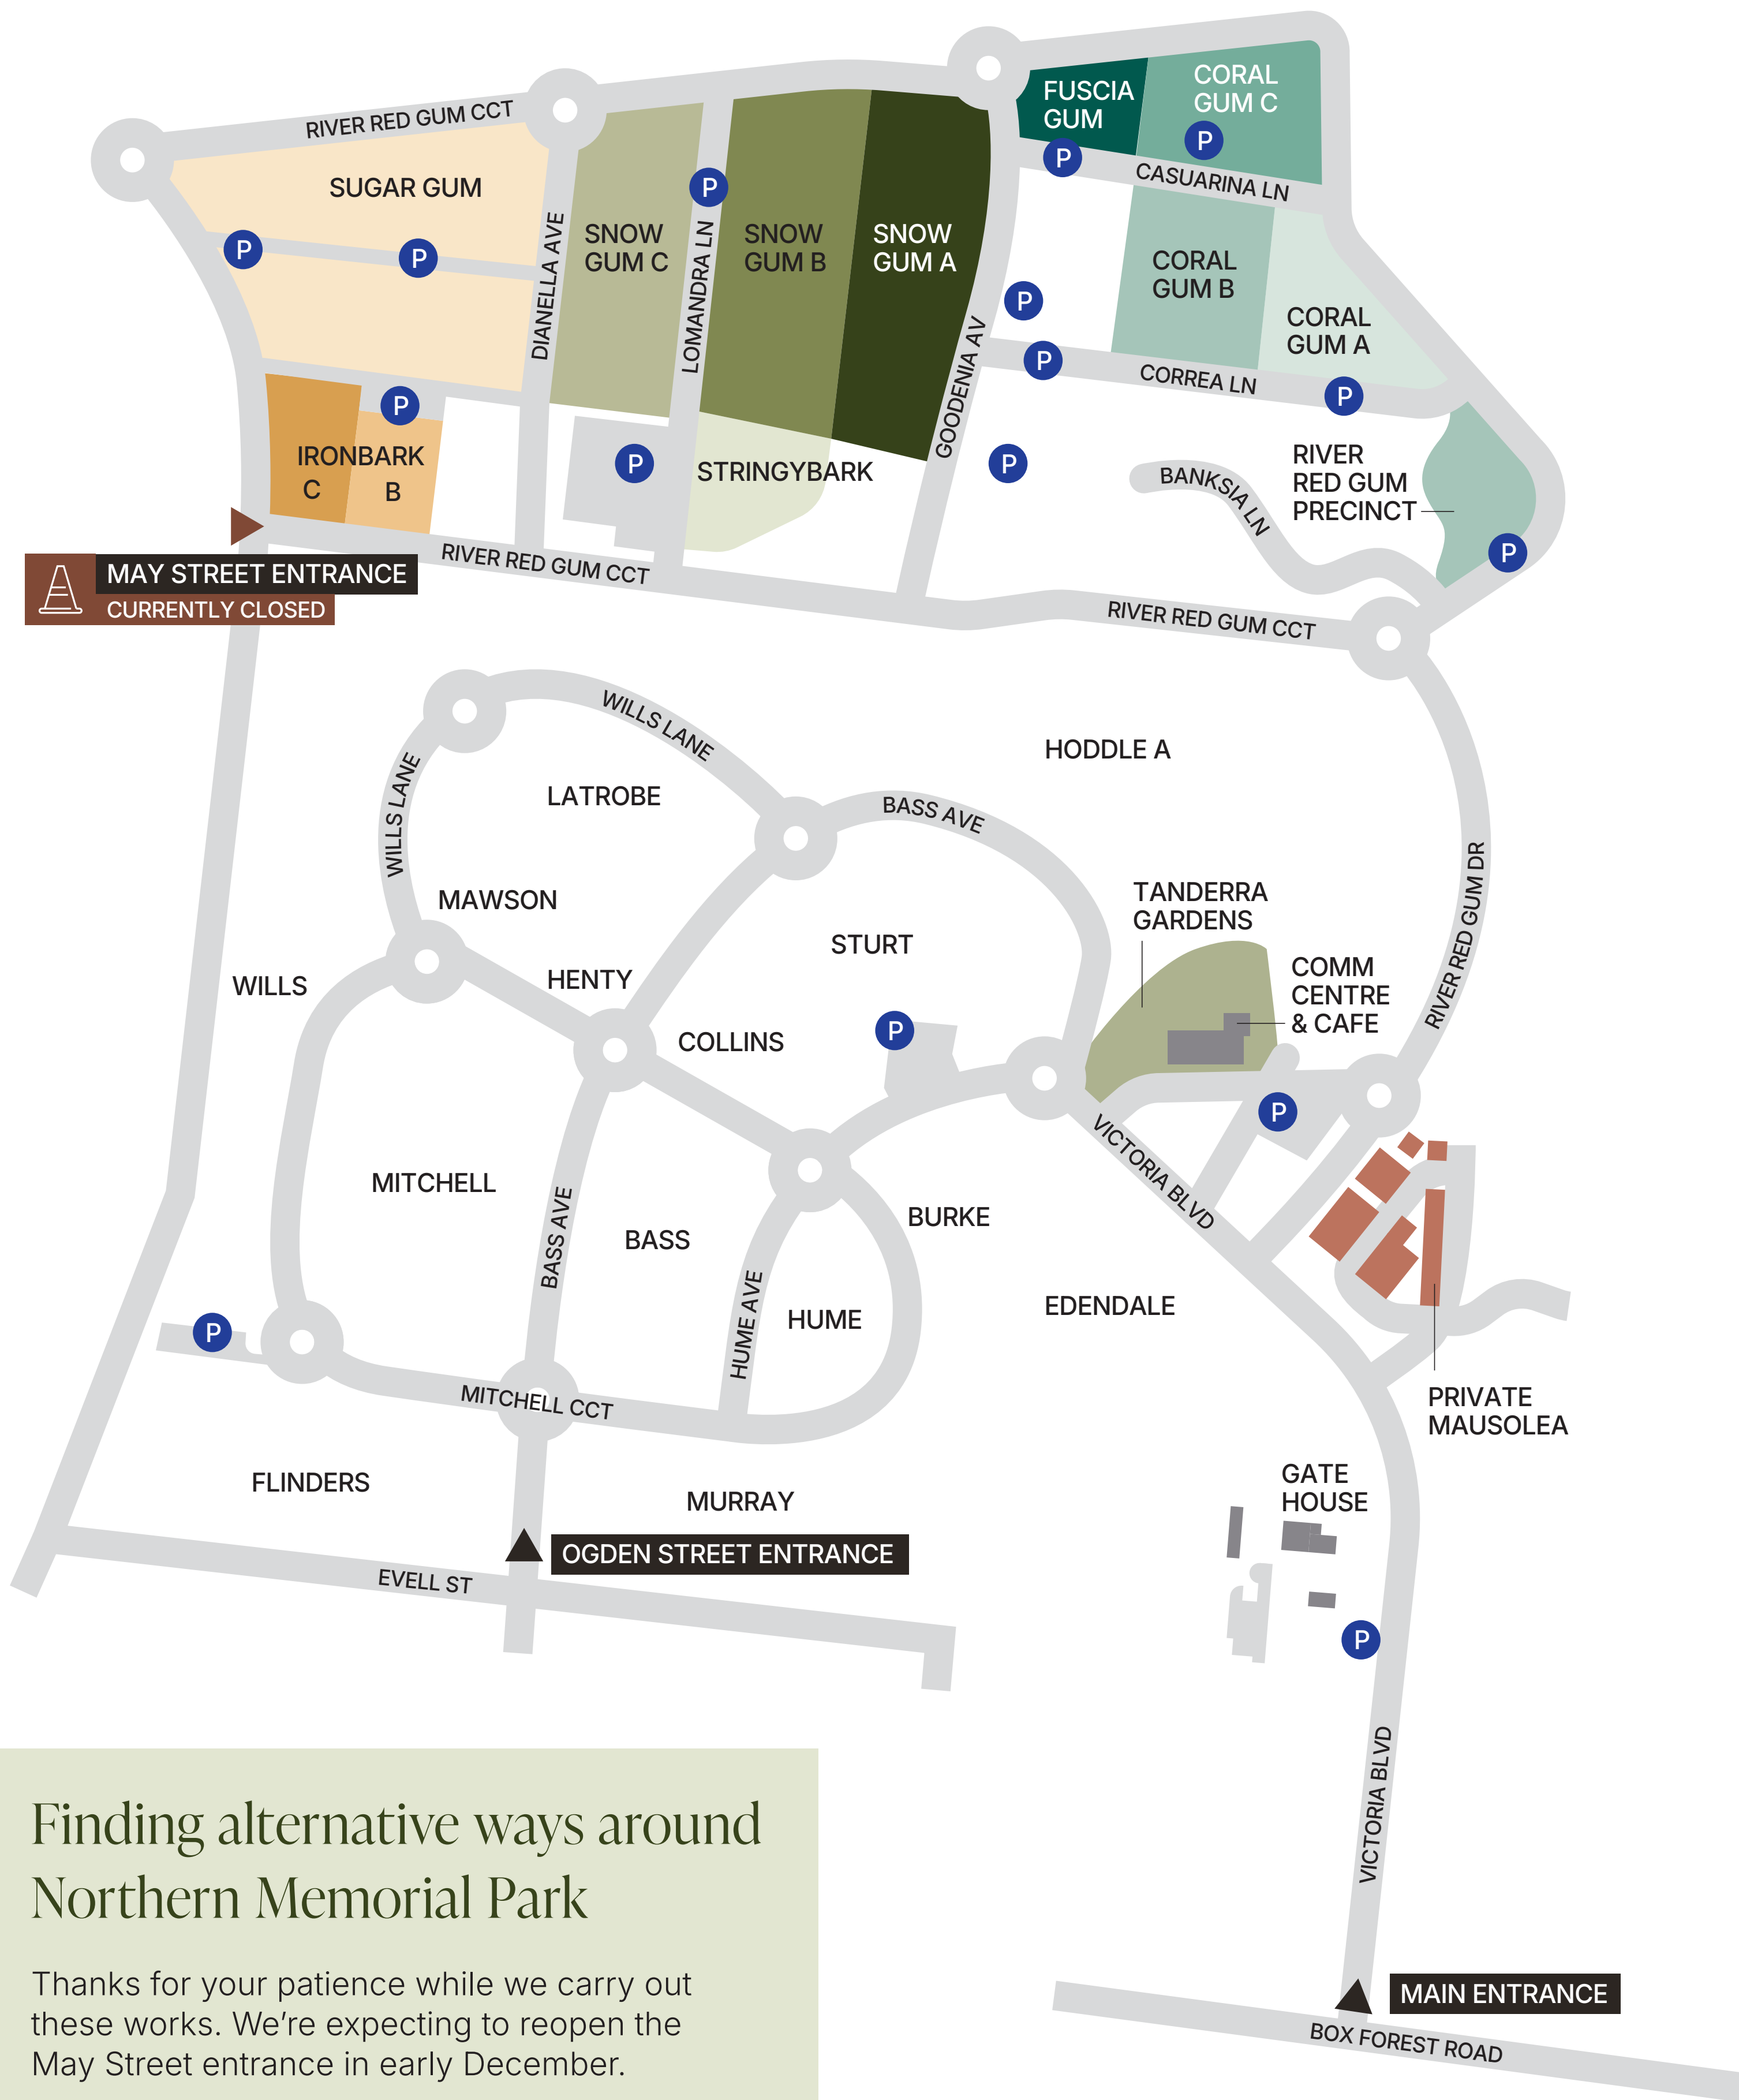 RIVER RED GUM CCT
SUGAR GUM
P
P
DIANELLA AVE
SNOW
GUM C
LOMANDRA LN
P
SNOW
GUM B
SNOW
GUM A
GOODENIA AV
FUSCIA
GUM
P
CORAL
GUM C
P
CASUARINA LN
CORAL
GUM B
CORAL
GUM A
P
P
CORREA LN
P
P
IRONBARK
C
B
P
STRINGYBARK
P
BANKSIA LN
RIVER
RED GUM
PRECINCT
P
MAY STREET ENTRANCE
CURRENTLY CLOSED
RIVER RED GUM CCT
RIVER RED GUM CCT
WILLS LANE
WILLS LANE
LATROBE
HODDLE A
BASS AVE
MAWSON
TANDERRA
GARDENS
RIVER RED GUM DR
STURT
WILLS
HENTY
COMM
CENTRE
& CAFE
COLLINS
P
P
VICTORIA BLVD
MITCHELL
BASS AVE
BASS
BURKE
HUME AVE
HUME
EDENDALE
P
MITCHELL CCT
PRIVATE
MAUSOLEA
FLINDERS
MURRAY
GATE
HOUSE
OGDEN STREET ENTRANCE
EVELL ST
P
VICTORIA BLVD
Finding alternative ways around
Northern Memorial Park
Thanks for your patience while we carry out
these works. We’re expecting to reopen the
May Street entrance in early December.
MAIN ENTRANCE
BOX FOREST ROAD